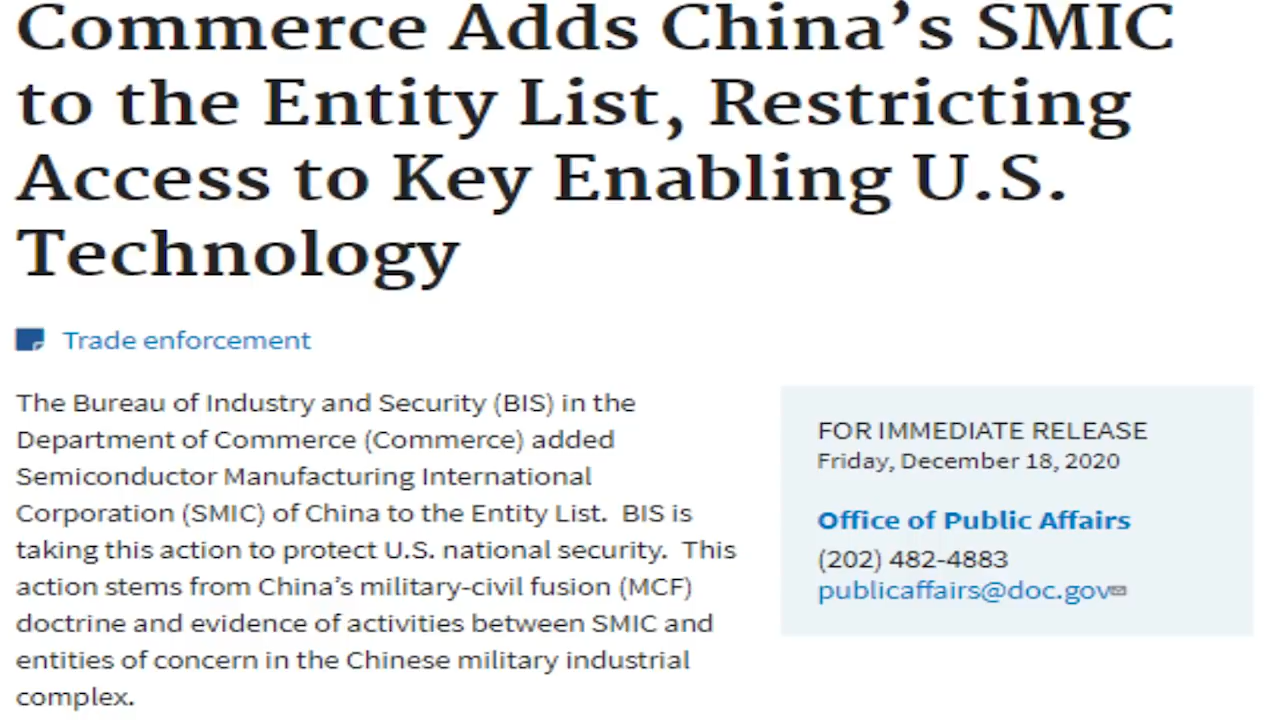 Commerce Adds China’s SMIC
to the Entity List, Restricting
Access to Key Enabling U.S.
Technology
Trade enforcement
The Bureau of Industry and Security (BIS) in the
Department of Commerce (Commerce) added
Semiconductor Manufacturing International
Corporation (SMIC) of China to the Entity List.  BIS is
taking this action to protect U.S. national security.  This
action stems from China’s military-civil fusion (MCF)
doctrine and evidence of activities between SMIC and
entities of concern in the Chinese military industrial
complex.
FOR IMMEDIATE RELEASE
Friday, December 18, 2020
Office of Public Affairs
(202) 482-4883
publicaffairs@doc.gov